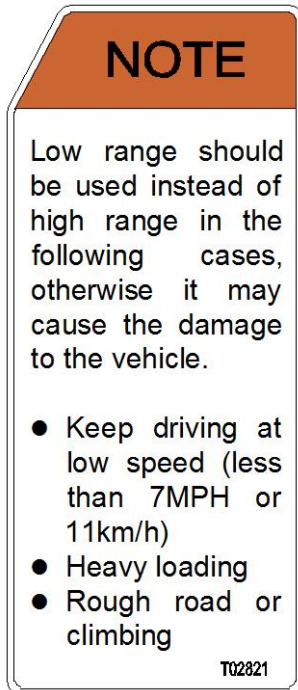 NOTE
Low range should
be used instead of
high range in the
following cases,
otherwise it may
cause the damage
to the vehicle.
● Keep driving at
low speed (less
than 7MPH or
11km/h)
● Heavy loading
● Rough road or
climbing
T02821